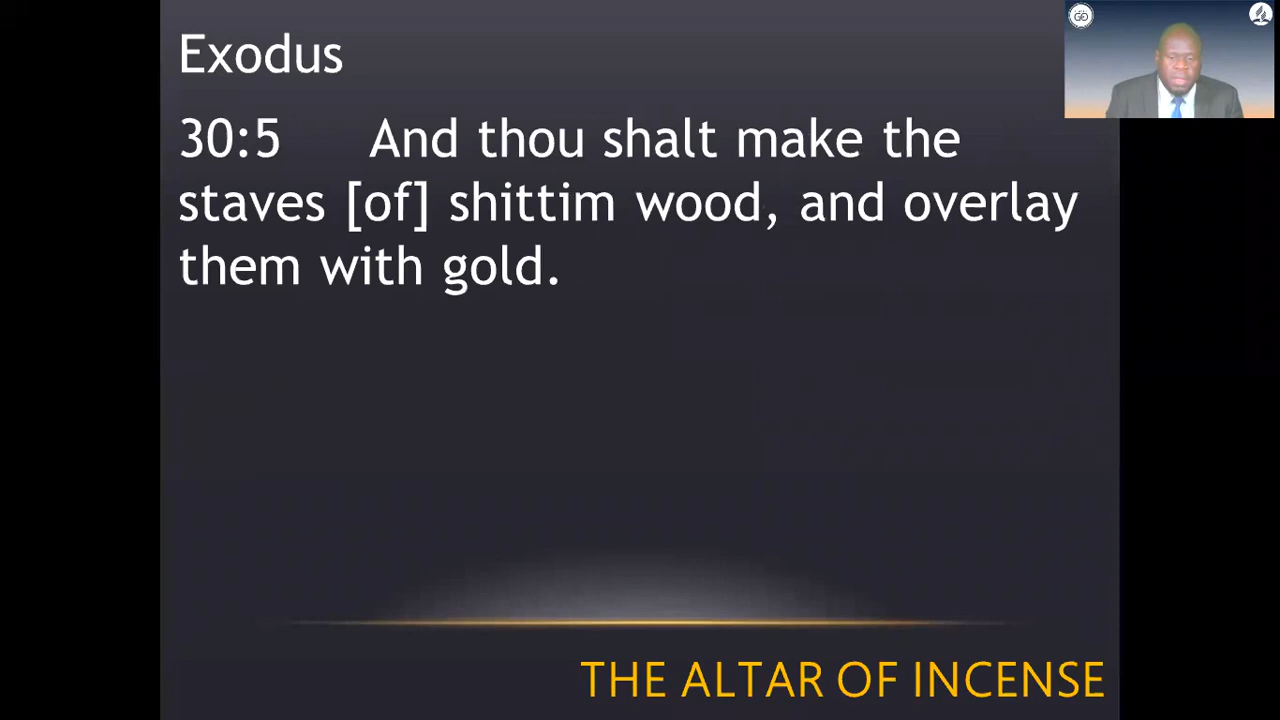 Exodus
30:5 And thou shalt make the
staves [of] shittim wood, and overlay
them with gold.
THE ALTAR OF INCENSE